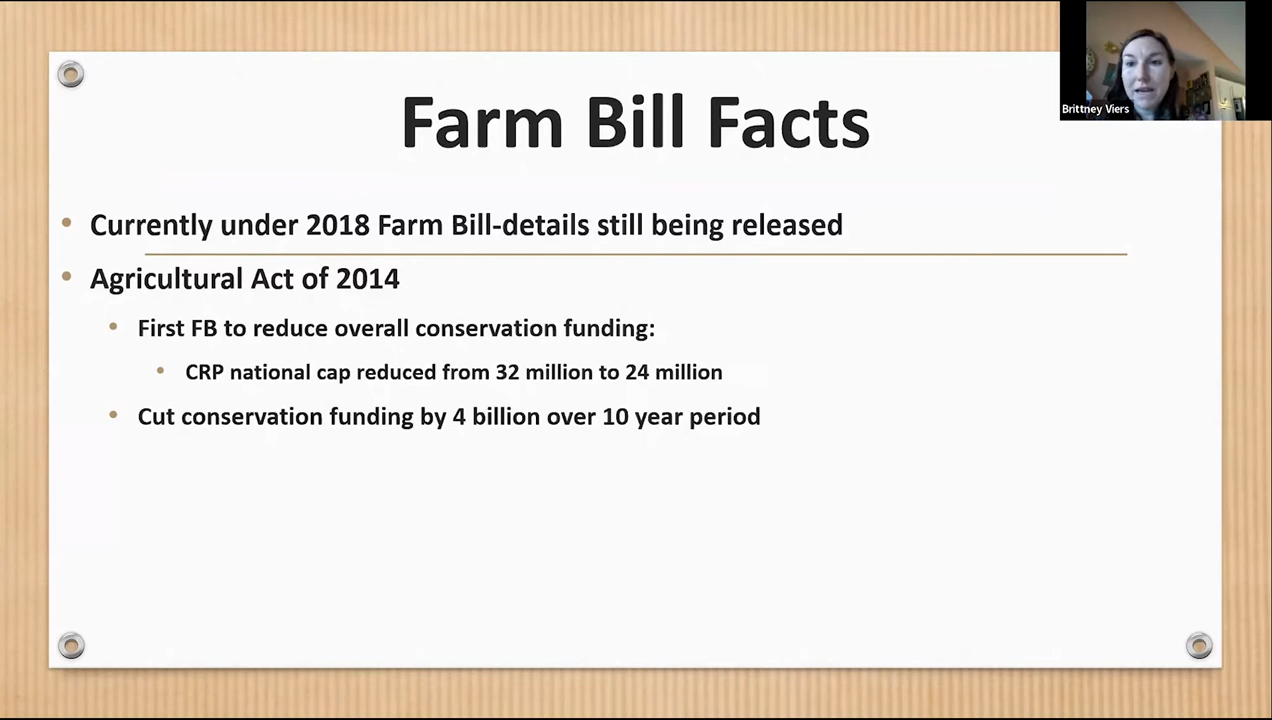 Farm Bill Facts
Brittney Viers
Currently under 2018 Farm Bill-details still being released
Agricultural Act of 2014
First FB to reduce overall conservation funding:
CRP national cap reduced from 32 million to 24 million
Cut conservation funding by 4 billion over 10 year period